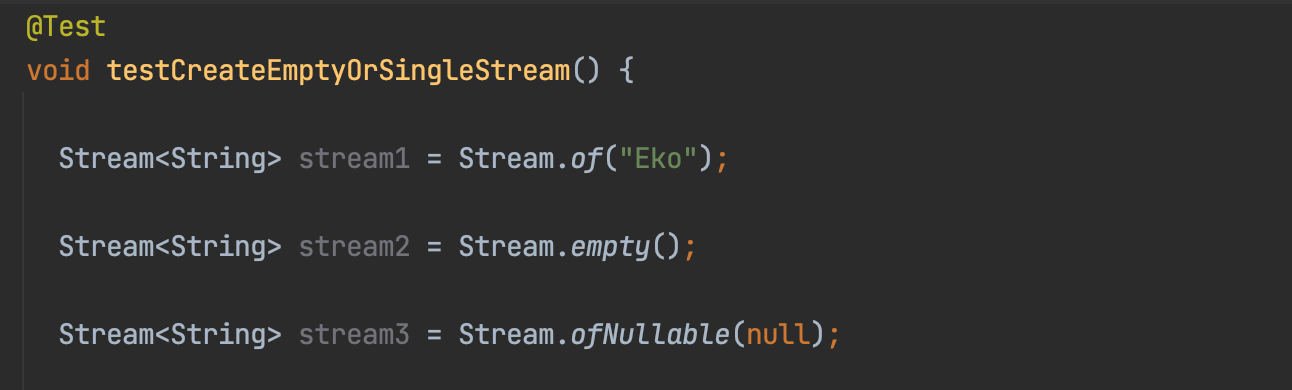 @Test
void testCreateEmptyOrSingleStream() {
Stream<String> stream1 = Stream.of("Eko");
Stream<String> stream2 = Stream.empty();
Stream<String> stream3 = Stream.ofNullable(null);